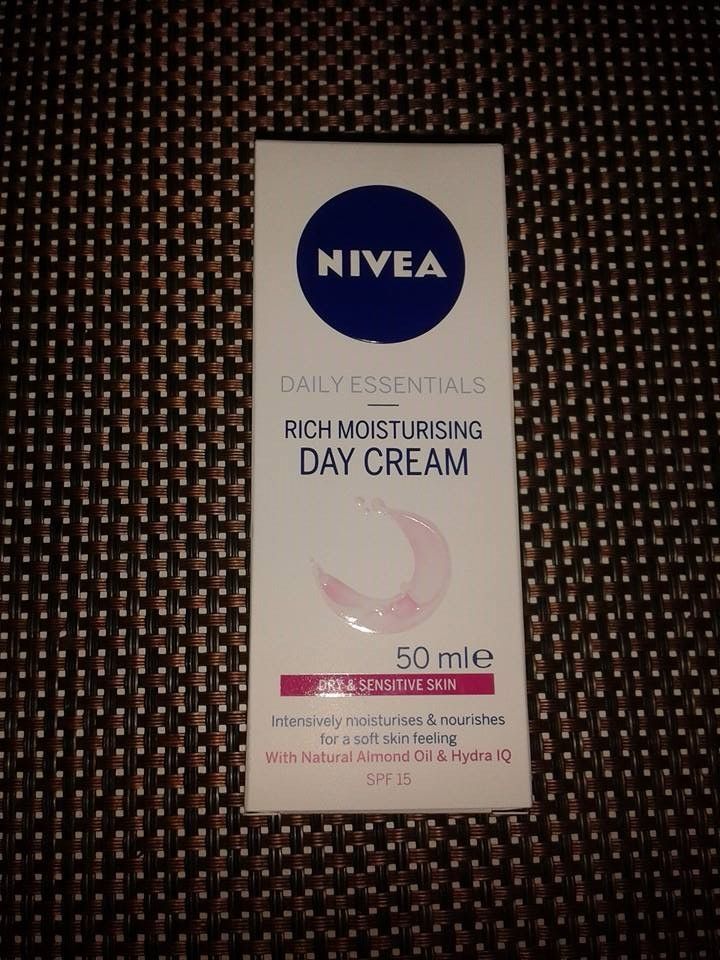 NIVEA
DAILY ESSENTIALS
RICH MOISTURISING
DAY CREAM
50 ml℮
DRY & SENSITIVE SKIN
Intensively moisturises & nourishes
for a soft skin feeling
With Natural Almond Oil & Hydra IQ
SPF 15